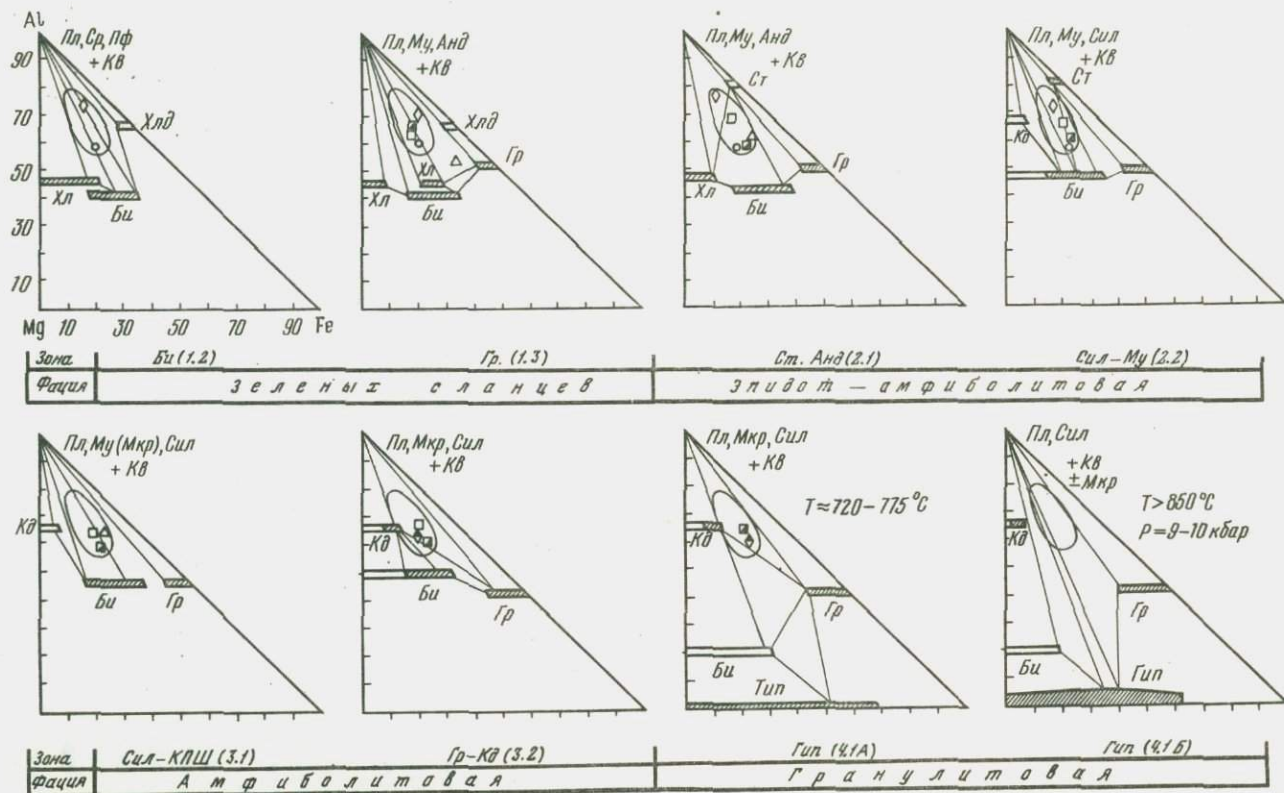 Al
90
70
50
30
10
Mg 10 30 50 70 90 Fe
Пл, Ср, Пф
+ Кв
Хлд
Хл
Би
Пл, Му, Анд
+ Кв
Хлд
Гр
Хл
Хл
Би
Пл, Му, Анд
+ Кв
Ст
Гр
Хл
Би
Пл, Му, Сил
+ Кв
Ст
Кд
Би
Гр
Зона Би (1.2) Гр. (1.3) Ст. Анд (2.1) Сил-Му (2.2)
Фация Зеленых сланцев Эпидот — амфиболитовая
Пл, Му (Мкр), Сил
+ Кв
Кд
Би
Гр
Пл, Мкр, Сил
+ Кв
Кд
Би
Гр
Пл, Мкр, Сил
+ Кв
T ≈ 720 – 775 °C
Кд
Гр
Би
Тип
Пл, Сил
+ Кв
± Мкр
T > 850 °C
P = 9–10 кбар
Кд
Гр
Би
Гип
Зона Сил-КПШ (3.1) Гр-Кд (3.2) Гип (4.1А) Гип (4.1Б)
Фация Амфиболитовая Гранулитовая